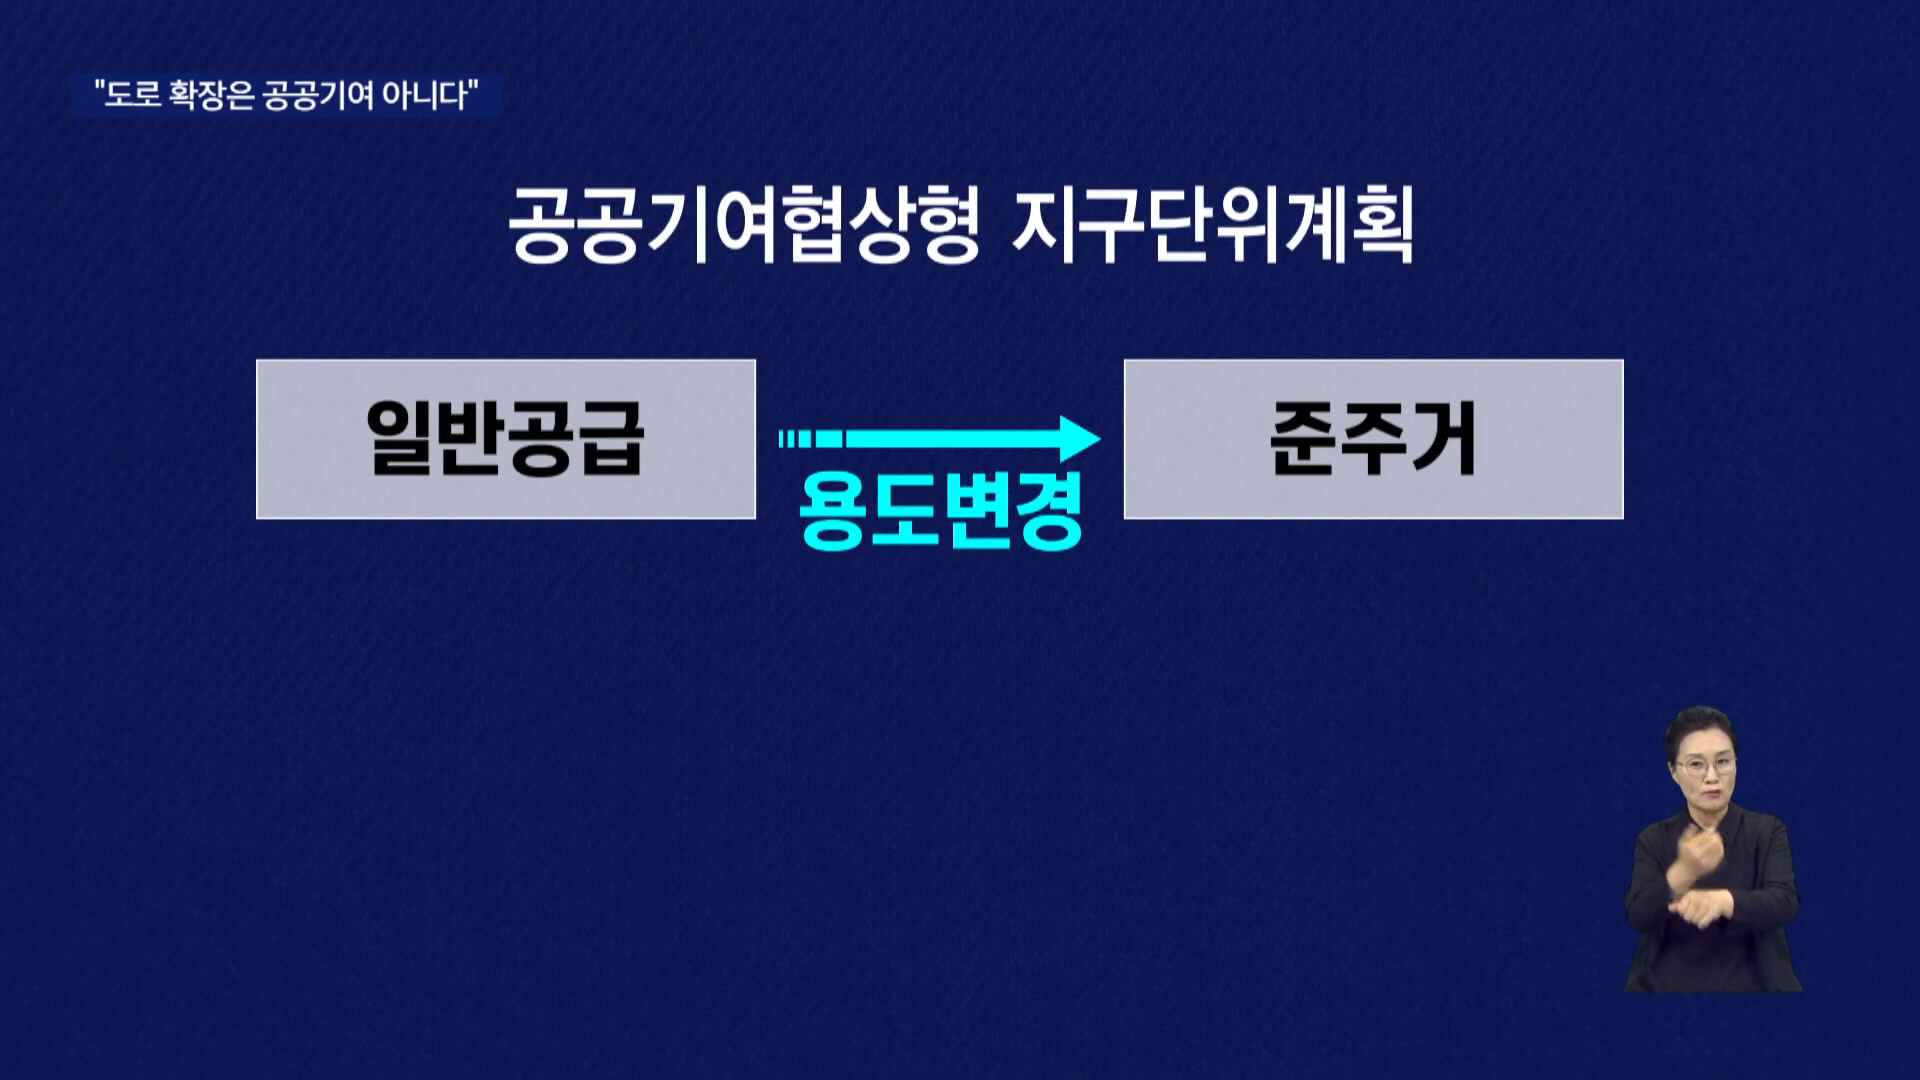 "도로 확장은 공공기여 아니다"
공공기여협상형 지구단위계획
일반공급
준주거
용도변경